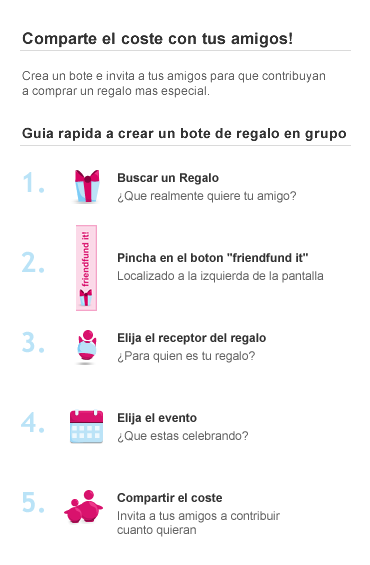 Comparte el coste con tus amigos!
Crea un bote e invita a tus amigos para que contribuyan
a comprar un regalo mas especial.
Guia rapida a crear un bote de regalo en grupo
1.
Buscar un Regalo
¿Que realmente quiere tu amigo?
2.
friendfund it!
Pincha en el boton "friendfund it"
Localizado a la izquierda de la pantalla
3.
Elija el receptor del regalo
¿Para quien es tu regalo?
4.
Elija el evento
¿Que estas celebrando?
5.
Compartir el coste
Invita a tus amigos a contribuir
cuanto quieran